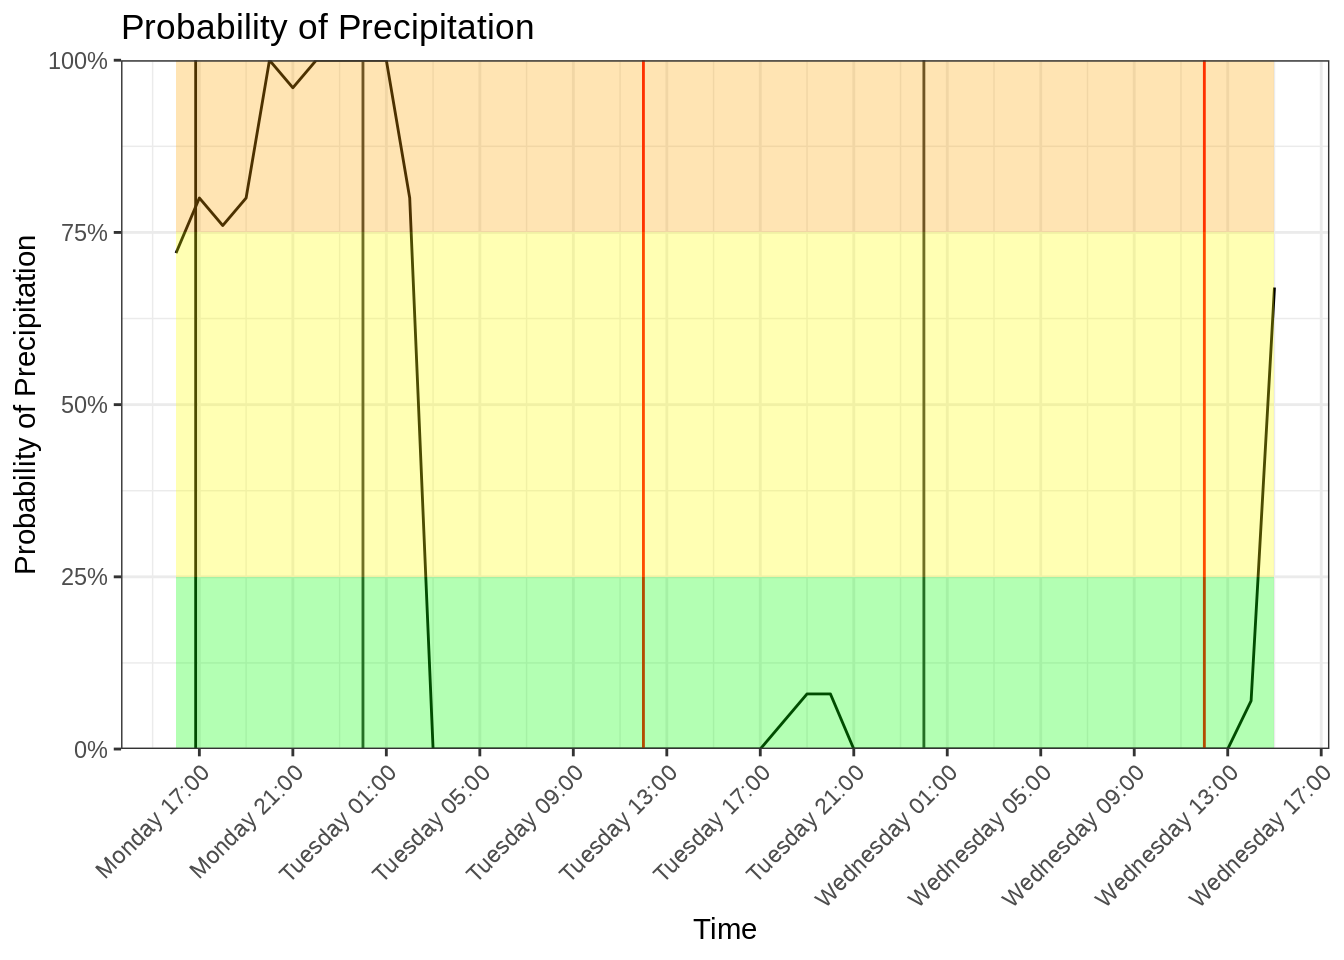 Probability of Precipitation
Probability of Precipitation
100%
75%
50%
25%
0%
Monday 17:00
Monday 21:00
Tuesday 01:00
Tuesday 05:00
Tuesday 09:00
Tuesday 13:00
Tuesday 17:00
Tuesday 21:00
Wednesday 01:00
Wednesday 05:00
Wednesday 09:00
Wednesday 13:00
Wednesday 17:00
Time